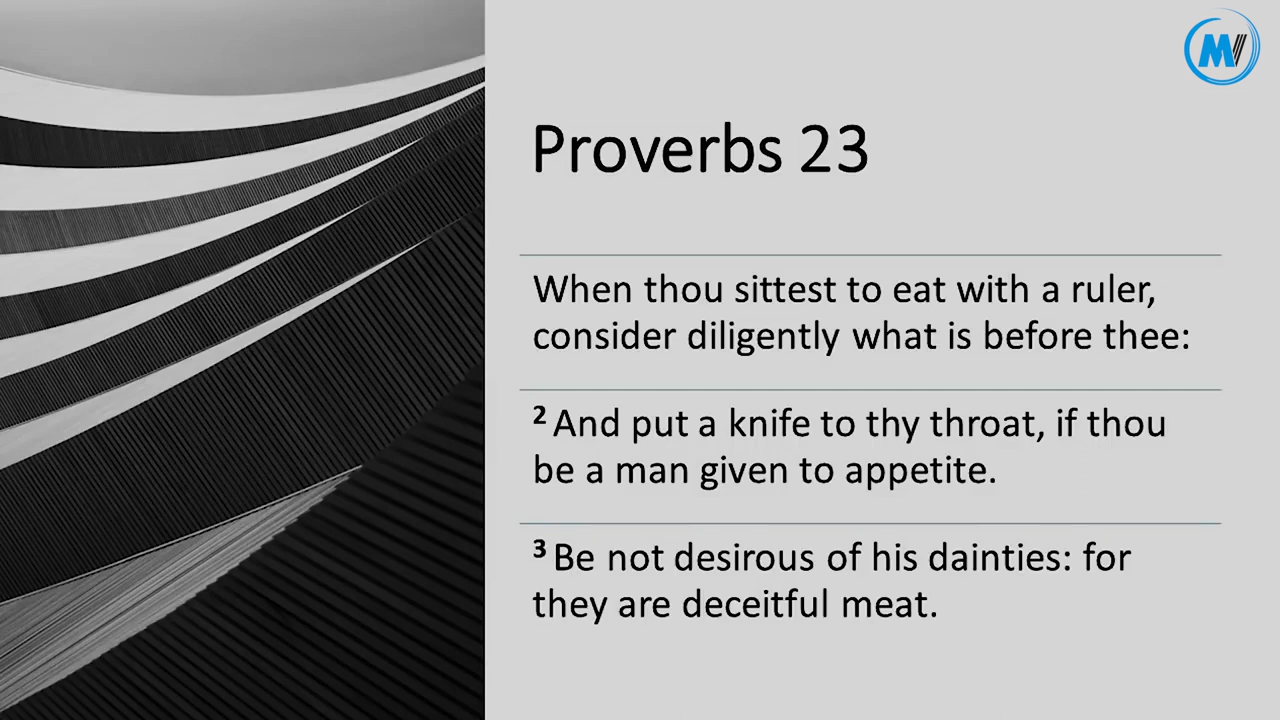 MV
Proverbs 23
When thou sittest to eat with a ruler,
consider diligently what is before thee:
2 And put a knife to thy throat, if thou
be a man given to appetite.
3 Be not desirous of his dainties: for
they are deceitful meat.